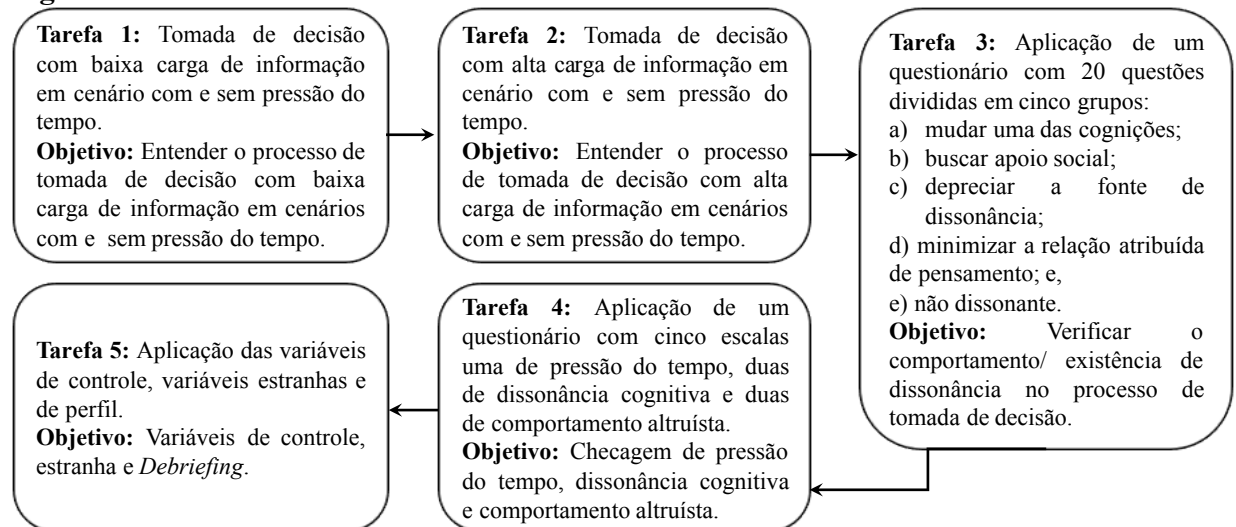 Tarefa 1: Tomada de decisão
com baixa carga de informação
em cenário com e sem pressão do
tempo.
Objetivo: Entender o processo de
tomada de decisão com baixa
carga de informação em cenários
com e sem pressão do tempo.
Tarefa 2: Tomada de decisão
com alta carga de informação em
cenário com e sem pressão do
tempo.
Objetivo: Entender o processo
de tomada de decisão com alta
carga de informação em cenários
com e sem pressão do tempo.
Tarefa 3: Aplicação de um
questionário com 20 questões
divididas em cinco grupos:
a) mudar uma das cognições;
b) buscar apoio social;
c) depreciar a fonte de
dissonância;
d) minimizar a relação atribuída
de pensamento; e,
e) não dissonante.
Objetivo: Verificar o
comportamento/ existência de
dissonância no processo de
tomada de decisão.
Tarefa 4: Aplicação de um
questionário com cinco escalas
uma de pressão do tempo, duas
de dissonância cognitiva e duas
de comportamento altruísta.
Objetivo: Checagem de pressão
do tempo, dissonância cognitiva
e comportamento altruísta.
Tarefa 5: Aplicação das variáveis
de controle, variáveis estranhas e
de perfil.
Objetivo: Variáveis de controle,
estranha e Debriefing.